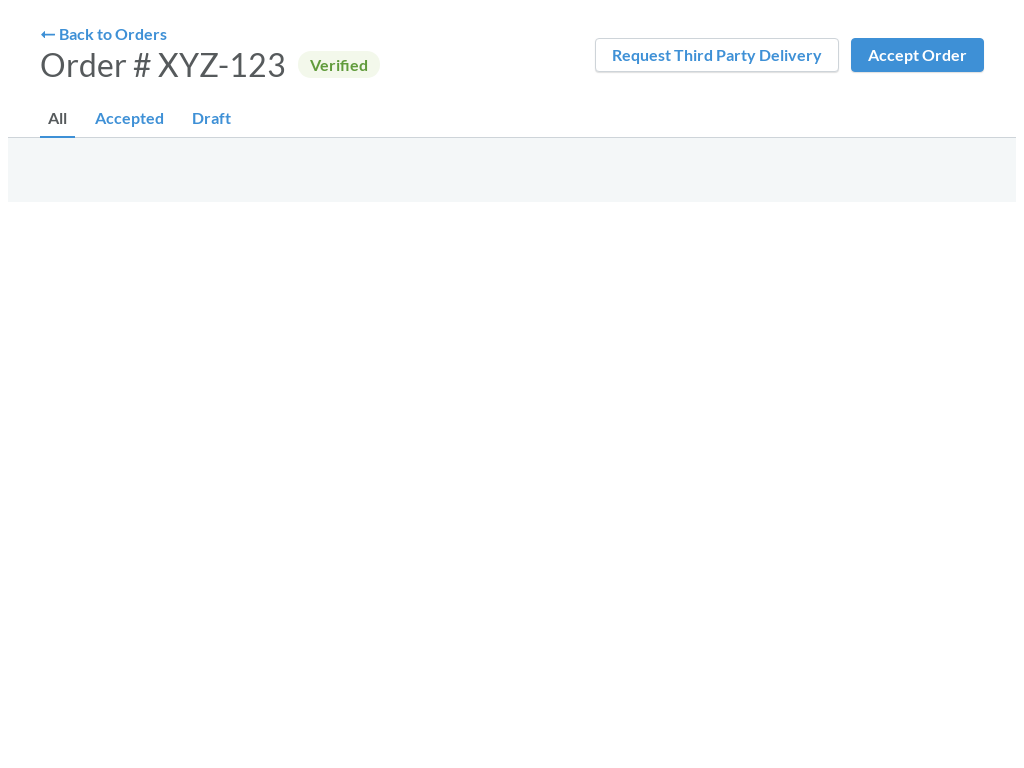 ← Back to Orders
Order # XYZ-123 Verified
Request Third Party Delivery
Accept Order
All Accepted Draft